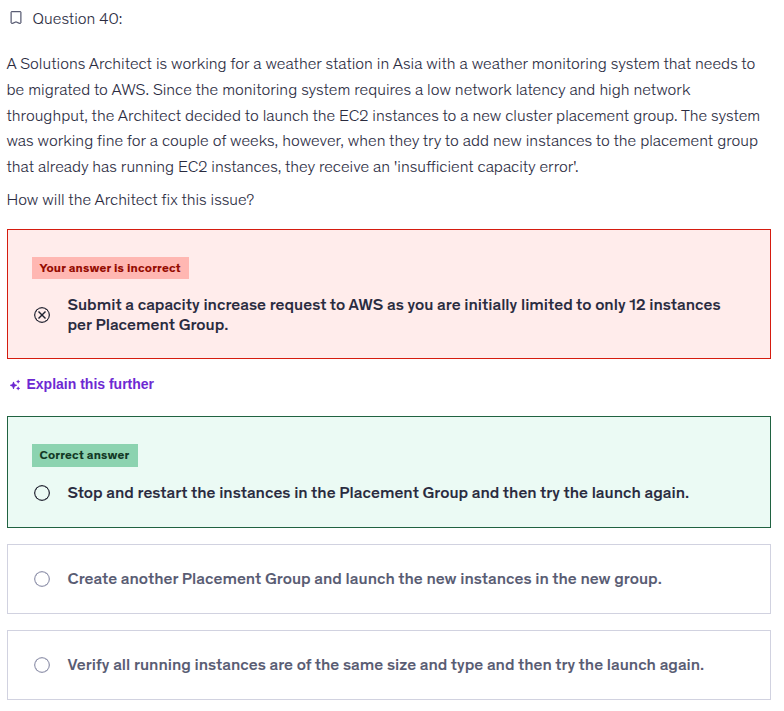 Question 40:
A Solutions Architect is working for a weather station in Asia with a weather monitoring system that needs to
be migrated to AWS. Since the monitoring system requires a low network latency and high network
throughput, the Architect decided to launch the EC2 instances to a new cluster placement group. The system
was working fine for a couple of weeks, however, when they try to add new instances to the placement group
that already has running EC2 instances, they receive an 'insufficient capacity error'.
How will the Architect fix this issue?
Your answer is incorrect
Submit a capacity increase request to AWS as you are initially limited to only 12 instances
per Placement Group.
Explain this further
Correct answer
Stop and restart the instances in the Placement Group and then try the launch again.
Create another Placement Group and launch the new instances in the new group.
Verify all running instances are of the same size and type and then try the launch again.